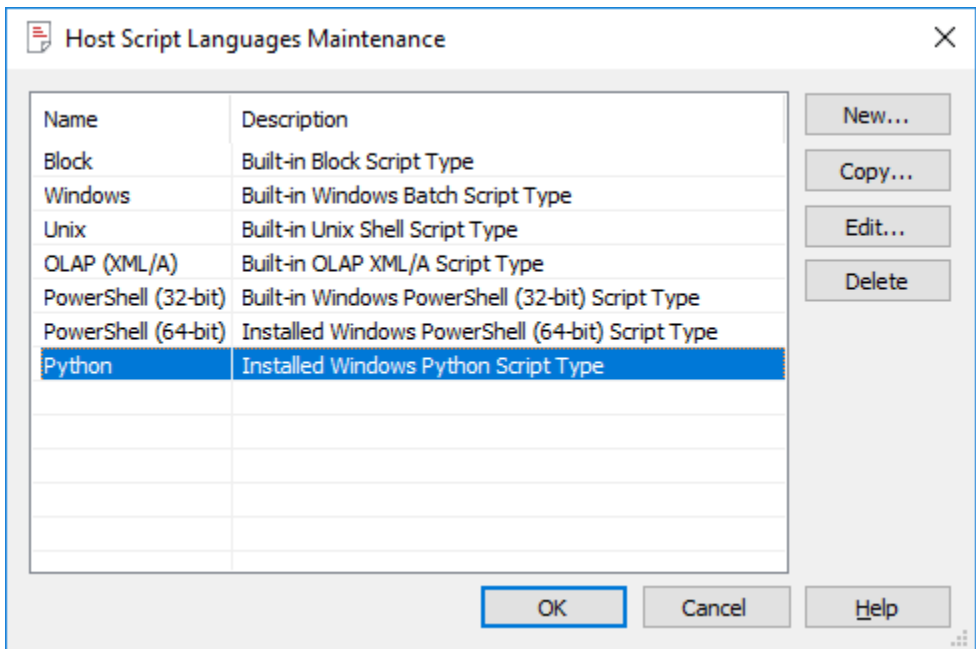 Host Script Languages Maintenance
Name Description
Block Built-in Block Script Type
Windows Built-in Windows Batch Script Type
Unix Built-in Unix Shell Script Type
OLAP (XML/A) Built-in OLAP XML/A Script Type
PowerShell (32-bit) Built-in Windows PowerShell (32-bit) Script Type
PowerShell (64-bit) Installed Windows PowerShell (64-bit) Script Type
Python Installed Windows Python Script Type
New...
Copy...
Edit...
Delete
OK Cancel Help